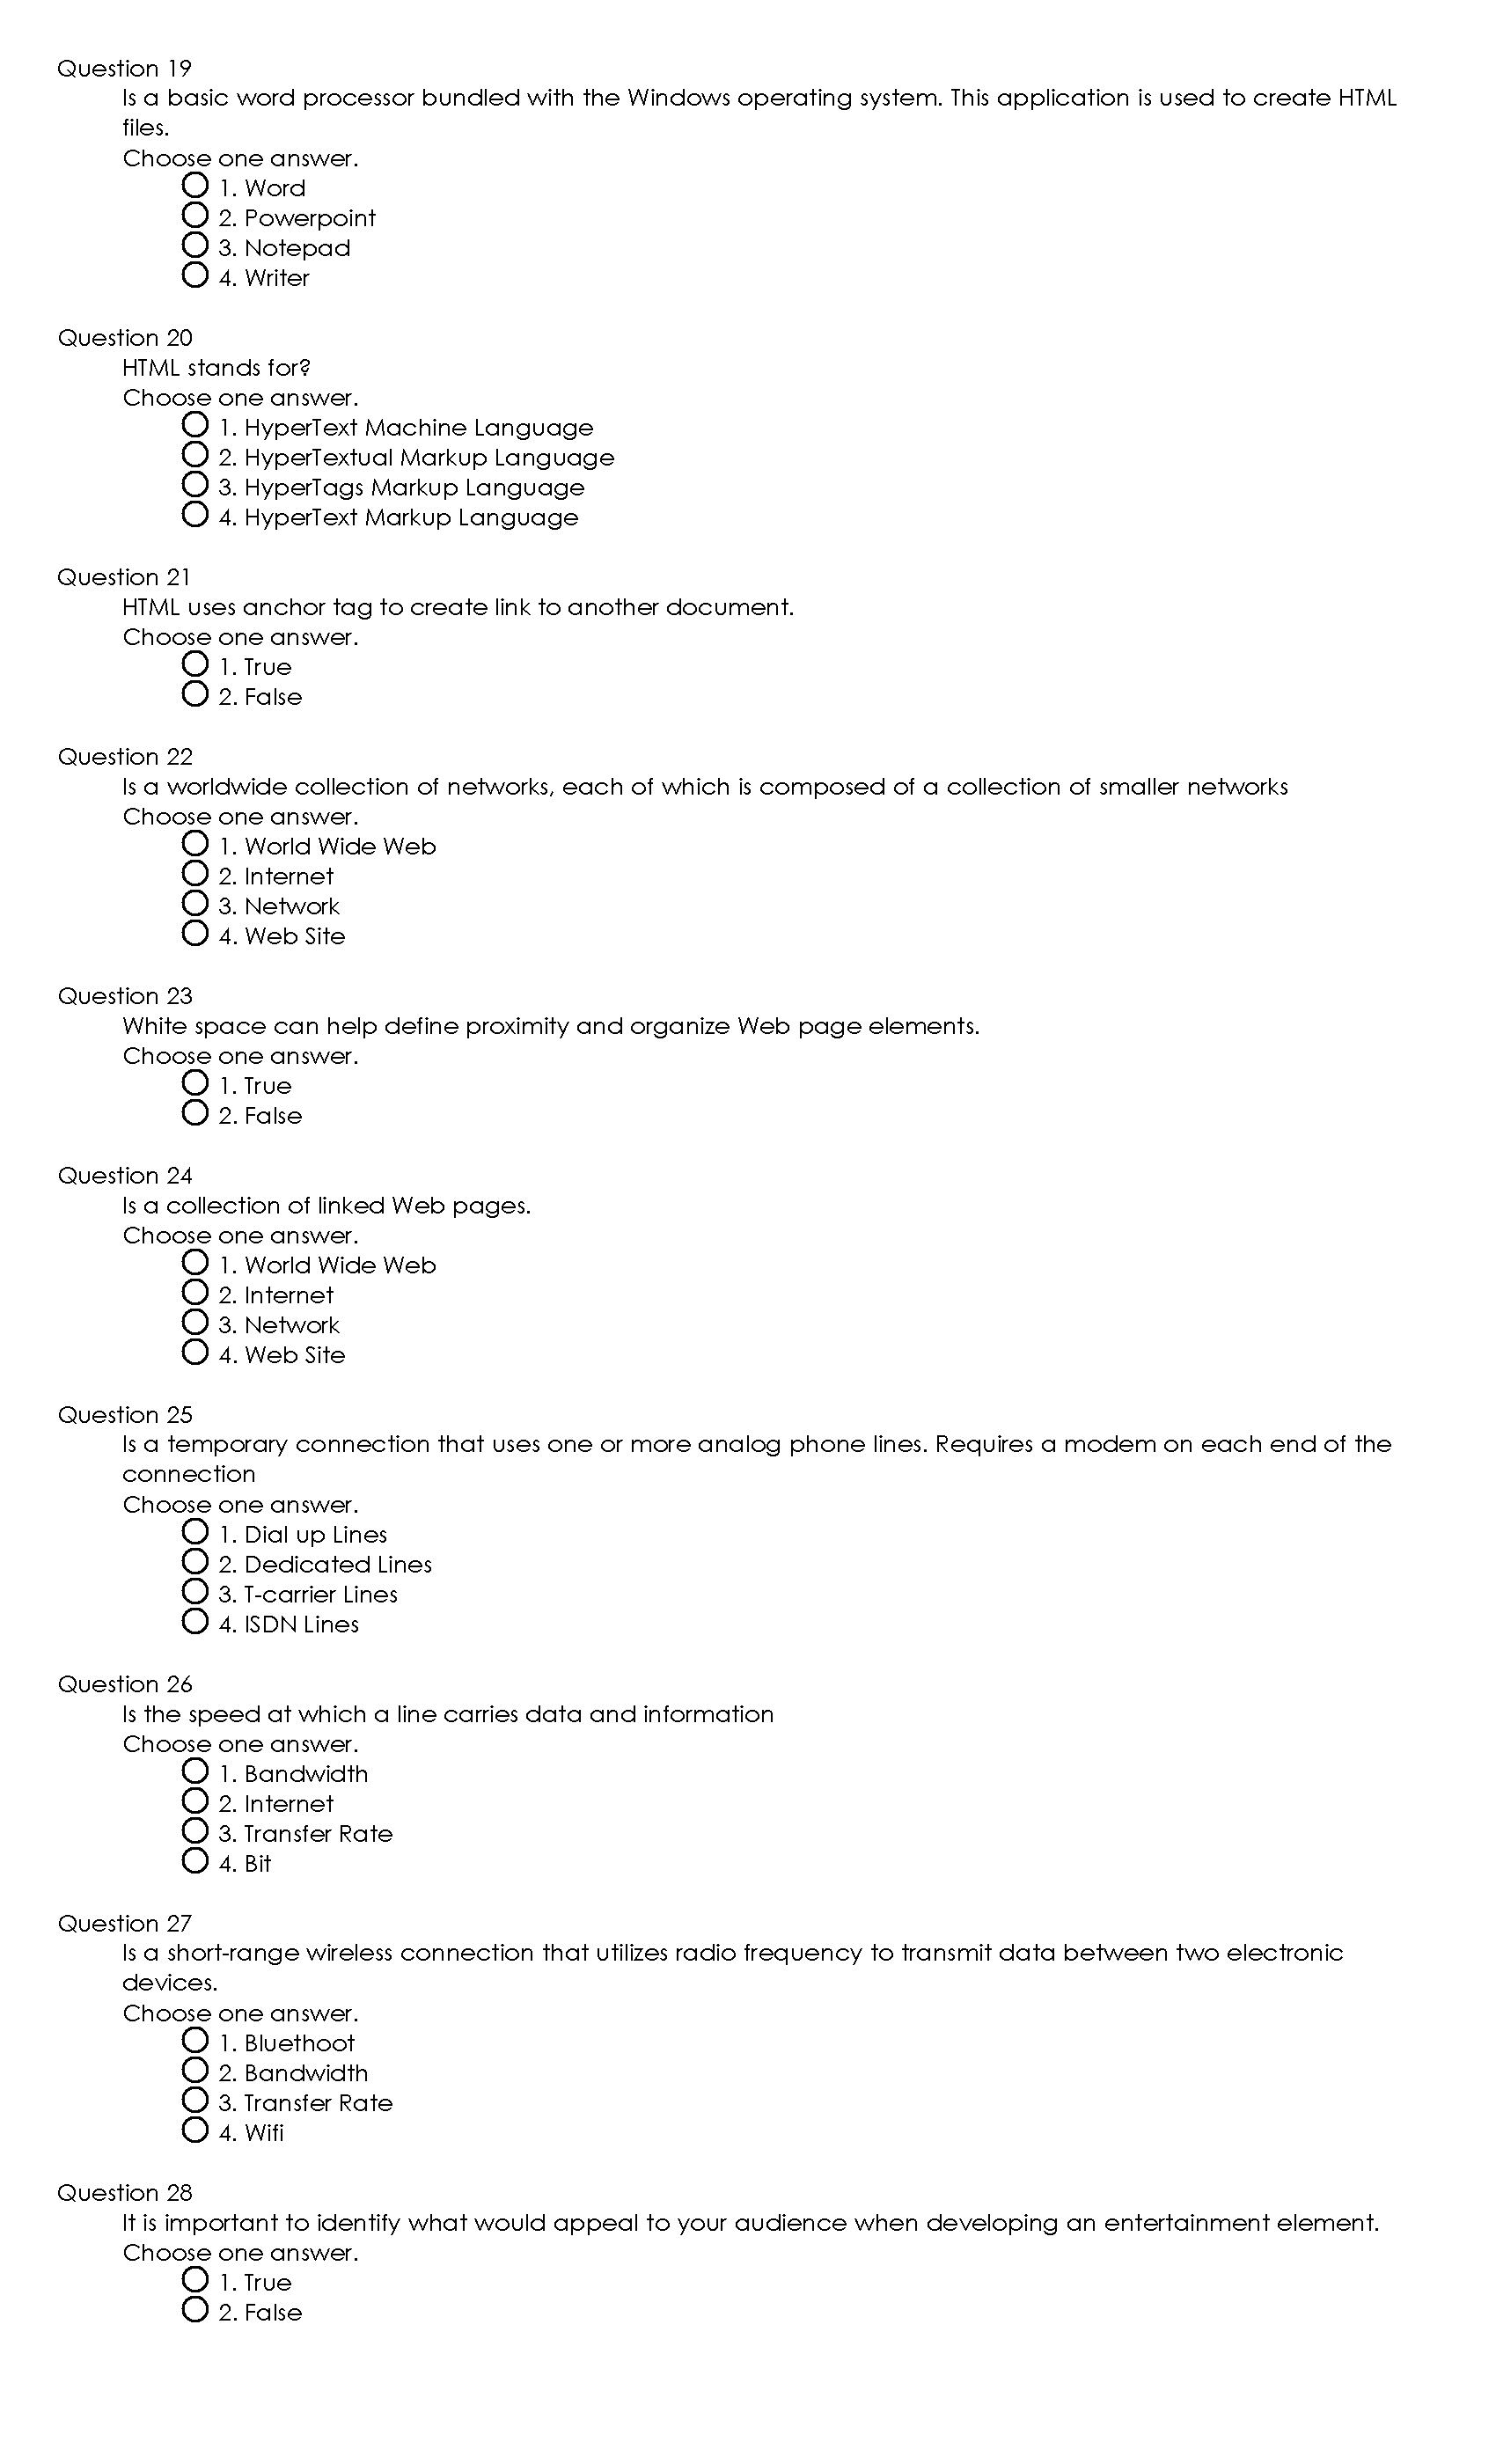 Question 19
Is a basic word processor bundled with the Windows operating system. This application is used to create HTML
files.
Choose one answer.
1. Word
2. Powerpoint
3. Notepad
4. Writer
Question 20
HTML stands for?
Choose one answer.
1. HyperText Machine Language
2. HyperTextual Markup Language
3. HyperTags Markup Language
4. HyperText Markup Language
Question 21
HTML uses anchor tag to create link to another document.
Choose one answer.
1. True
2. False
Question 22
Is a worldwide collection of networks, each of which is composed of a collection of smaller networks
Choose one answer.
1. World Wide Web
2. Internet
3. Network
4. Web Site
Question 23
White space can help define proximity and organize Web page elements.
Choose one answer.
1. True
2. False
Question 24
Is a collection of linked Web pages.
Choose one answer.
1. World Wide Web
2. Internet
3. Network
4. Web Site
Question 25
Is a temporary connection that uses one or more analog phone lines. Requires a modem on each end of the
connection
Choose one answer.
1. Dial up Lines
2. Dedicated Lines
3. T-carrier Lines
4. ISDN Lines
Question 26
Is the speed at which a line carries data and information
Choose one answer.
1. Bandwidth
2. Internet
3. Transfer Rate
4. Bit
Question 27
Is a short-range wireless connection that utilizes radio frequency to transmit data between two electronic
devices.
Choose one answer.
1. Bluethoot
2. Bandwidth
3. Transfer Rate
4. Wifi
Question 28
It is important to identify what would appeal to your audience when developing an entertainment element.
Choose one answer.
1. True
2. False